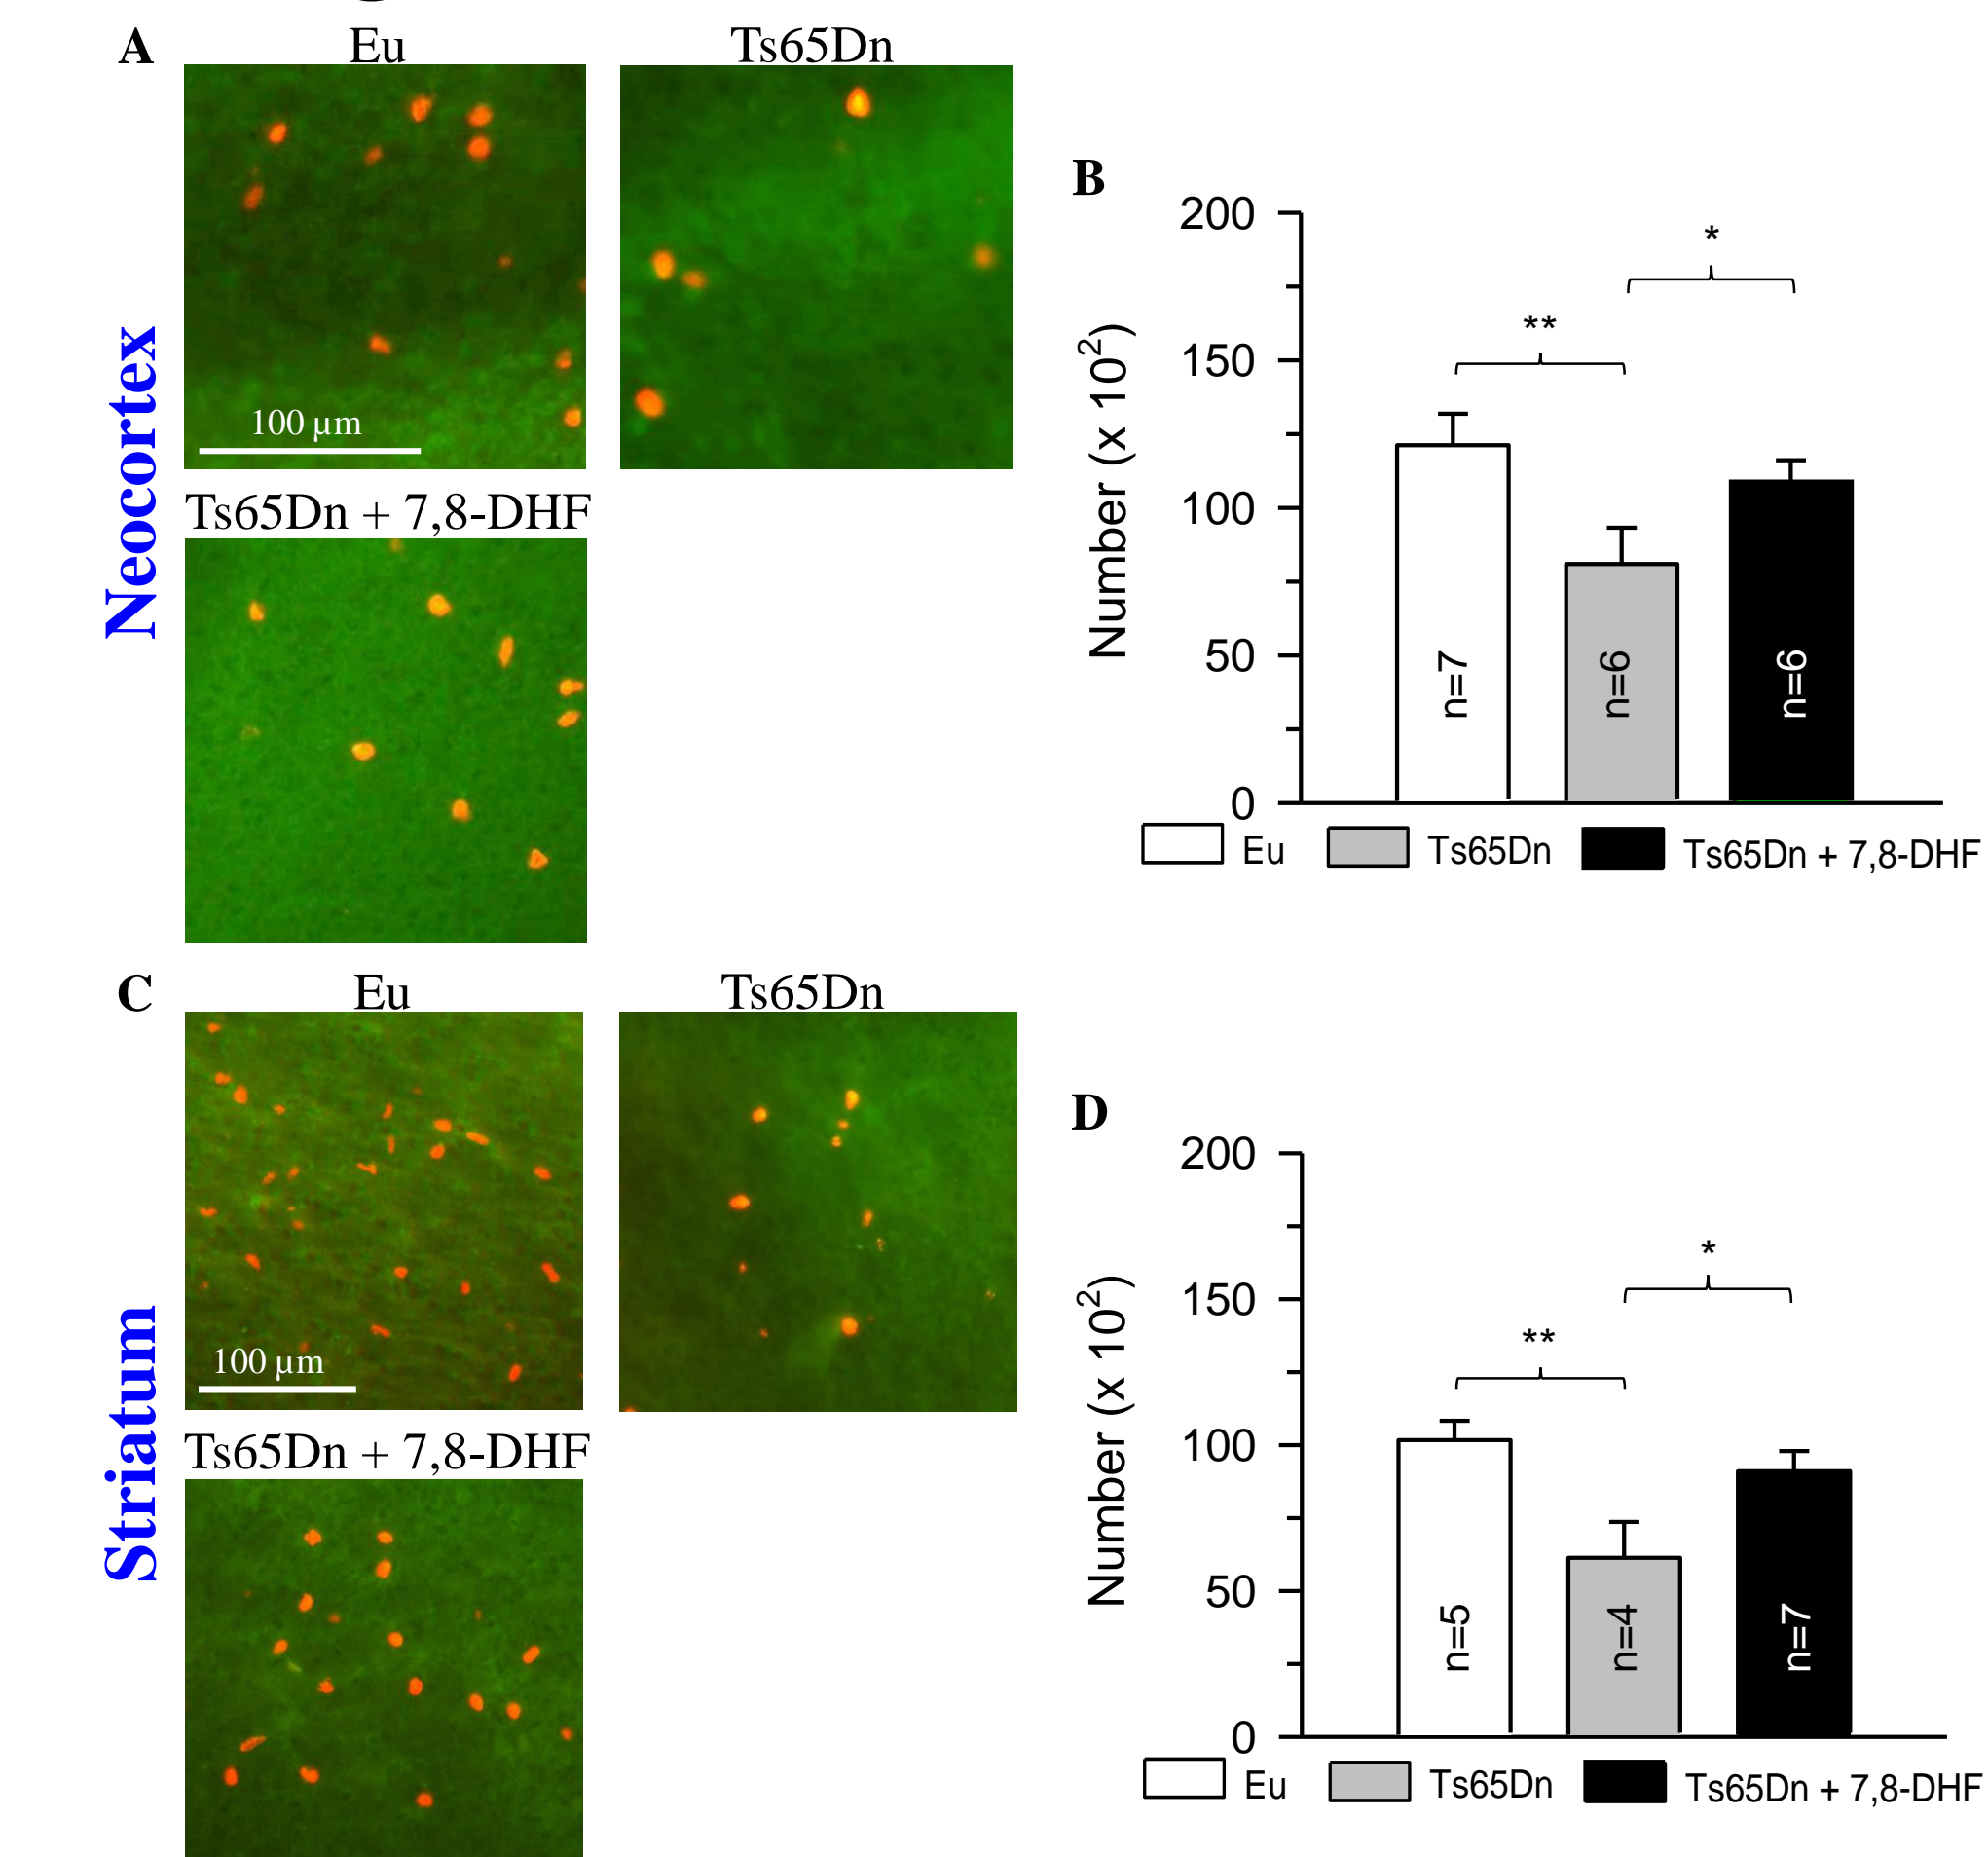 A
Eu
Ts65Dn
100 µm
Neocortex
Ts65Dn + 7,8-DHF
B
Number (x 10²)
200
150
100
50
0
**
*
n=7
n=6
n=6
Eu
Ts65Dn
Ts65Dn + 7,8-DHF
C
Eu
Ts65Dn
100 µm
Striatum
Ts65Dn + 7,8-DHF
D
Number (x 10²)
200
150
100
50
0
**
*
n=5
n=4
n=7
Eu
Ts65Dn
Ts65Dn + 7,8-DHF